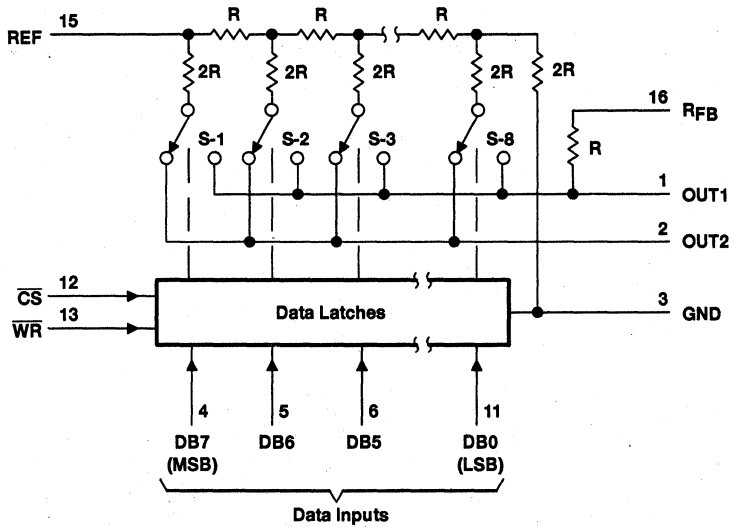 15 R R R
REF
2R 2R 2R 2R 2R
16
RFB
S-1 S-2 S-3 S-8
R
1
OUT1
2
OUT2
12
CS
3
Data Latches GND
13
WR
4 5 6 11
DB7 DB6 DB5 DB0
(MSB) (LSB)
Data Inputs